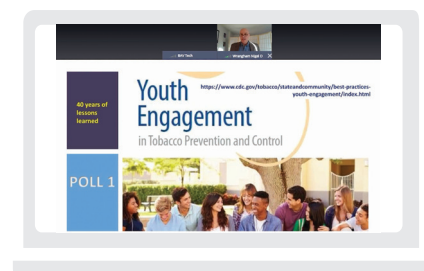 40 years of
lessons
learned
Youth
Engagement
in Tobacco Prevention and Control
https://www.cdc.gov/tobacco/stateandcommunity/best-practices-
youth-engagement/index.html
POLL 1